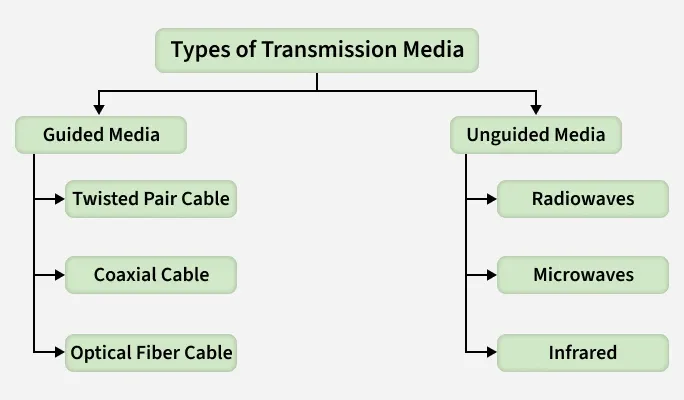 Types of Transmission Media
Guided Media
Twisted Pair Cable
Coaxial Cable
Optical Fiber Cable
Unguided Media
Radiowaves
Microwaves
Infrared